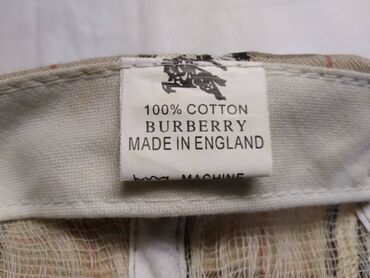 100% COTTON
BURBERRY
MADE IN ENGLAND
MACHINE